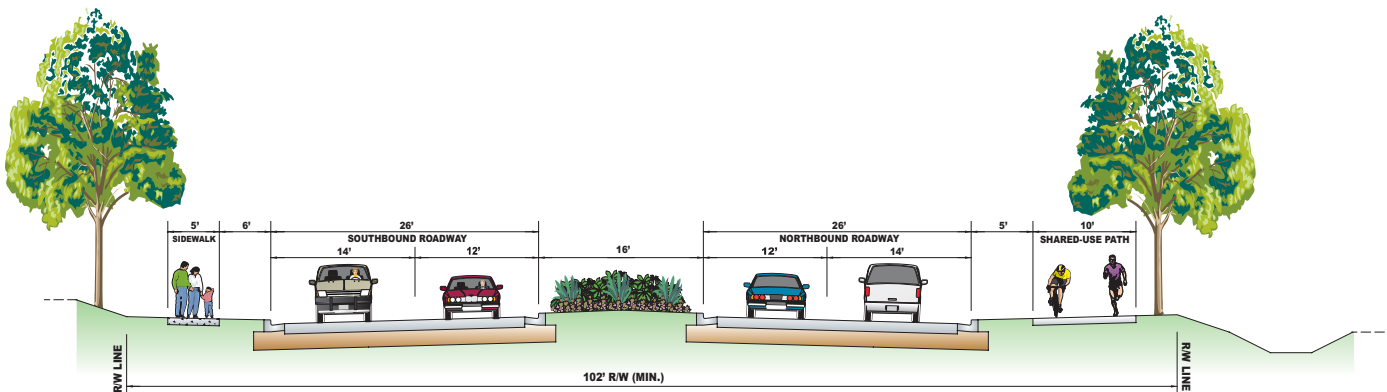 5' 6' 26' 16' 26' 5' 10'
SIDEWALK SOUTHBOUND ROADWAY NORTHBOUND ROADWAY SHARED-USE PATH
14' 12' 12' 14'
R/W LINE
102' R/W (MIN.)
R/W LINE